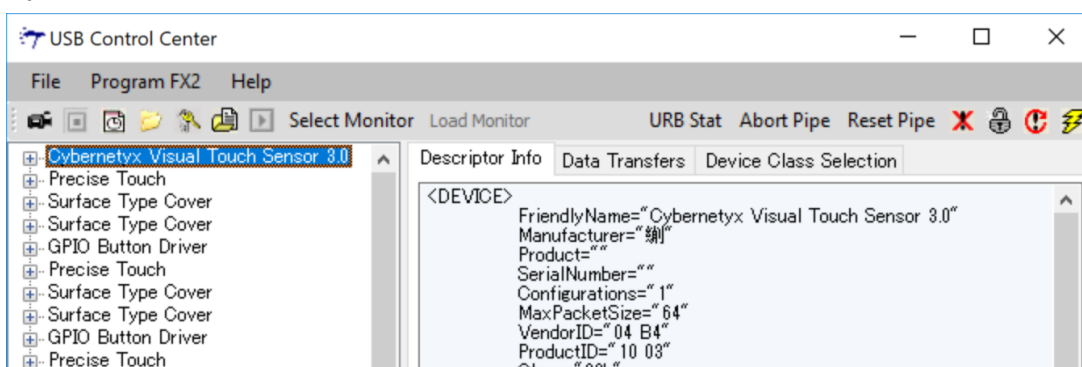 USB Control Center
File Program FX2 Help
Select Monitor Load Monitor URB Stat Abort Pipe Reset Pipe
Cybernetyx Visual Touch Sensor 3.0
Precise Touch
Surface Type Cover
Surface Type Cover
GPIO Button Driver
Precise Touch
Surface Type Cover
Surface Type Cover
GPIO Button Driver
Precise Touch
Descriptor Info Data Transfers Device Class Selection
<DEVICE>
FriendlyName="Cybernetyx Visual Touch Sensor 3.0"
Manufacturer="
Product=""
SerialNumber=""
Configurations="1"
MaxPacketSize="64"
VendorID="04 B4"
ProductID="10 03"